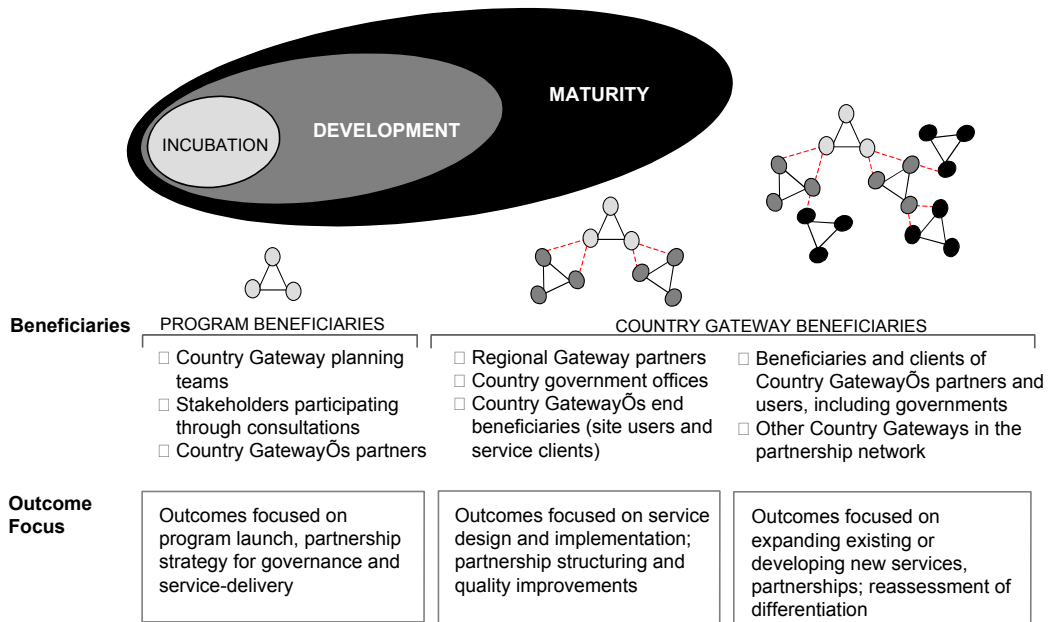 MATURITY
DEVELOPMENT
INCUBATION
Beneficiaries
PROGRAM BENEFICIARIES
COUNTRY GATEWAY BENEFICIARIES
□ Country Gateway planning
teams
□ Stakeholders participating
through consultations
□ Country GatewayÕs partners
□ Regional Gateway partners
□ Country government offices
□ Country GatewayÕs end
beneficiaries (site users and
service clients)
□ Beneficiaries and clients of
Country GatewayÕs partners and
users, including governments
□ Other Country Gateways in the
partnership network
Outcome
Focus
Outcomes focused on
program launch, partnership
strategy for governance and
service-delivery
Outcomes focused on service
design and implementation;
partnership structuring and
quality improvements
Outcomes focused on
expanding existing or
developing new services,
partnerships; reassessment of
differentiation